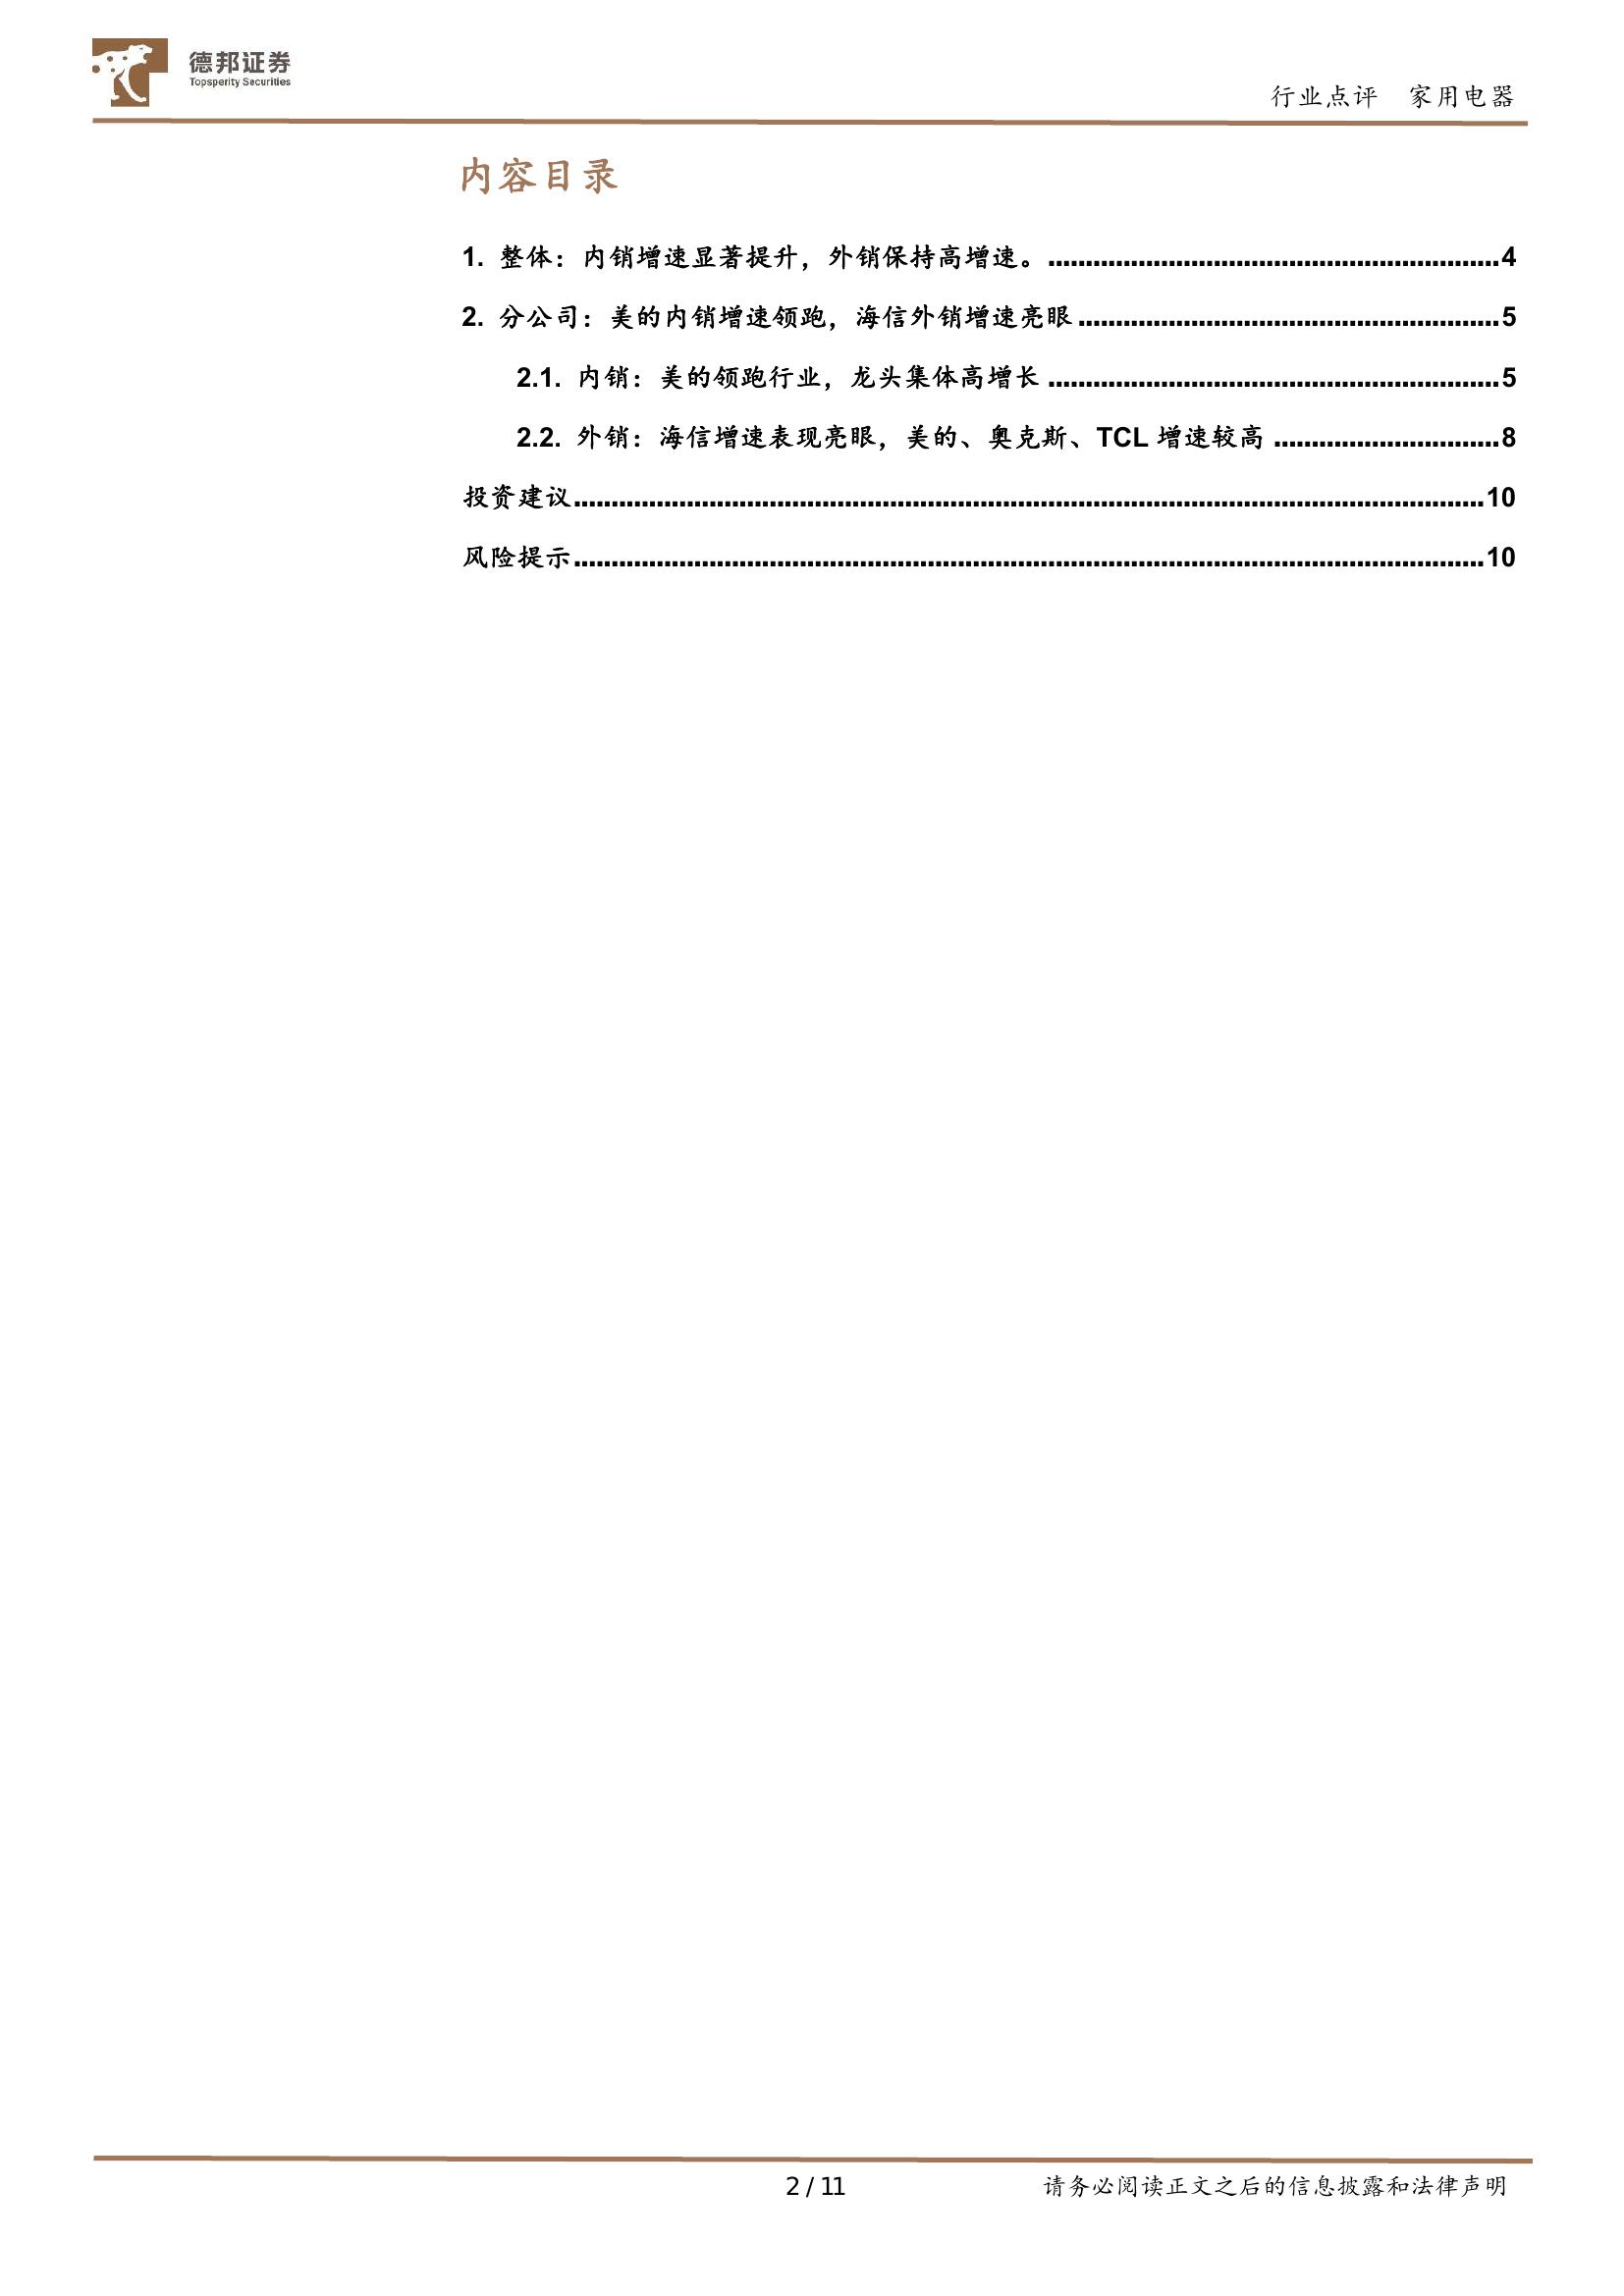 德邦证券
Topsperity Securities
行业点评 家用电器
内容目录
1. 整体：内销增速显著提升，外销保持高增速。............................................................4
2. 分公司：美的内销增速领跑，海信外销增速亮眼........................................................5
2.1. 内销：美的领跑行业，龙头集体高增长............................................................5
2.2. 外销：海信增速表现亮眼，美的、奥克斯、TCL 增速较高..............................8
投资建议.........................................................................................................................10
风险提示.........................................................................................................................10
2 / 11
请务必阅读正文之后的信息披露和法律声明